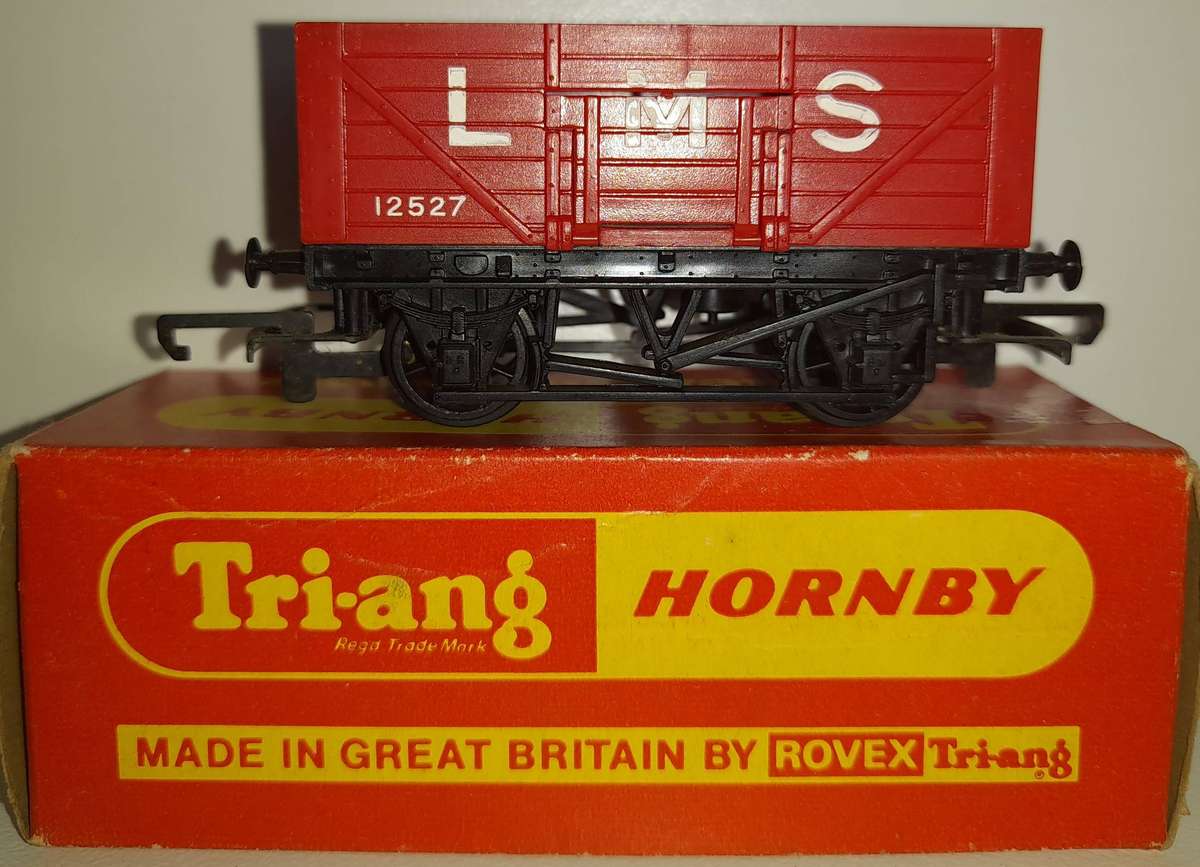 L M S
12527
Tri-ang HORNBY
Regd Trade Mark
MADE IN GREAT BRITAIN BY ROVEX Tri-ang ®